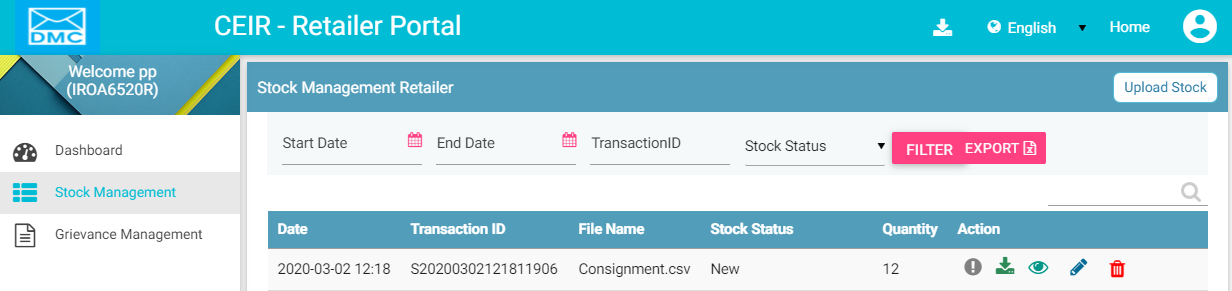 DMC
CEIR - Retailer Portal
English
Home
Welcome pp
(IROA6520R)
Dashboard
Stock Management
Grievance Management
Stock Management Retailer
Upload Stock
Start Date
End Date
TransactionID
Stock Status
FILTER
EXPORT
Date Transaction ID File Name Stock Status Quantity Action
2020-03-02 12:18 S20200302121811906 Consignment.csv New 12